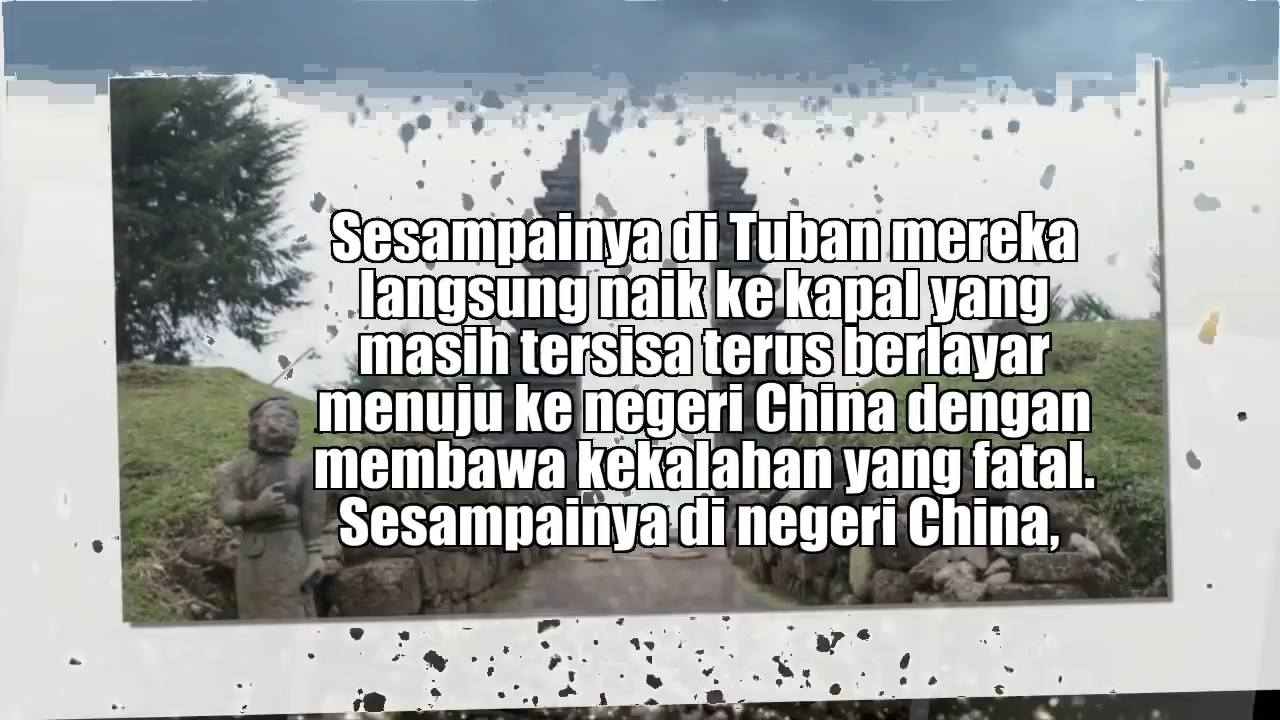 Sesampainya di Tuban mereka
langsung naik ke kapal yang
masih tersisa terus berlayar
menuju ke negeri China dengan
membawa kekalahan yang fatal.
Sesampainya di negeri China,